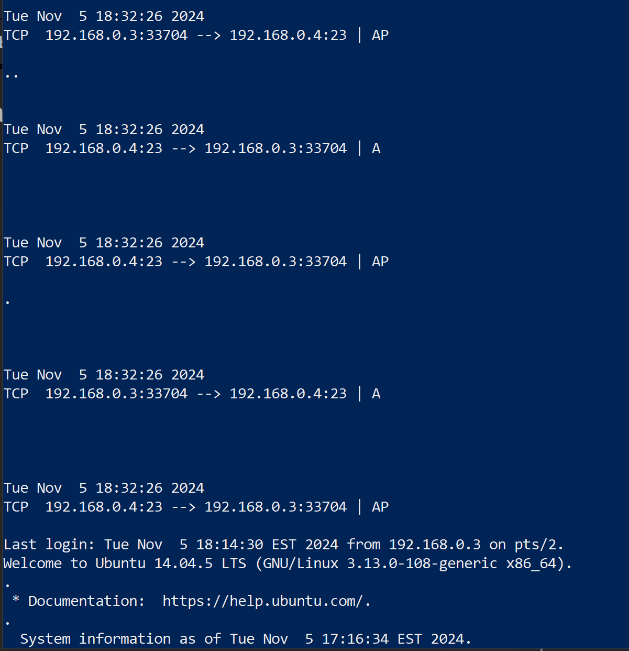 Tue Nov  5 18:32:26 2024
TCP  192.168.0.3:33704 --> 192.168.0.4:23 | AP
..
Tue Nov  5 18:32:26 2024
TCP  192.168.0.4:23 --> 192.168.0.3:33704 | A
Tue Nov  5 18:32:26 2024
TCP  192.168.0.4:23 --> 192.168.0.3:33704 | AP
.
Tue Nov  5 18:32:26 2024
TCP  192.168.0.3:33704 --> 192.168.0.4:23 | A
Tue Nov  5 18:32:26 2024
TCP  192.168.0.4:23 --> 192.168.0.3:33704 | AP
Last login: Tue Nov  5 18:14:30 EST 2024 from 192.168.0.3 on pts/2.
Welcome to Ubuntu 14.04.5 LTS (GNU/Linux 3.13.0-108-generic x86_64).
.
 * Documentation:  https://help.ubuntu.com/.
.
  System information as of Tue Nov  5 17:16:34 EST 2024.